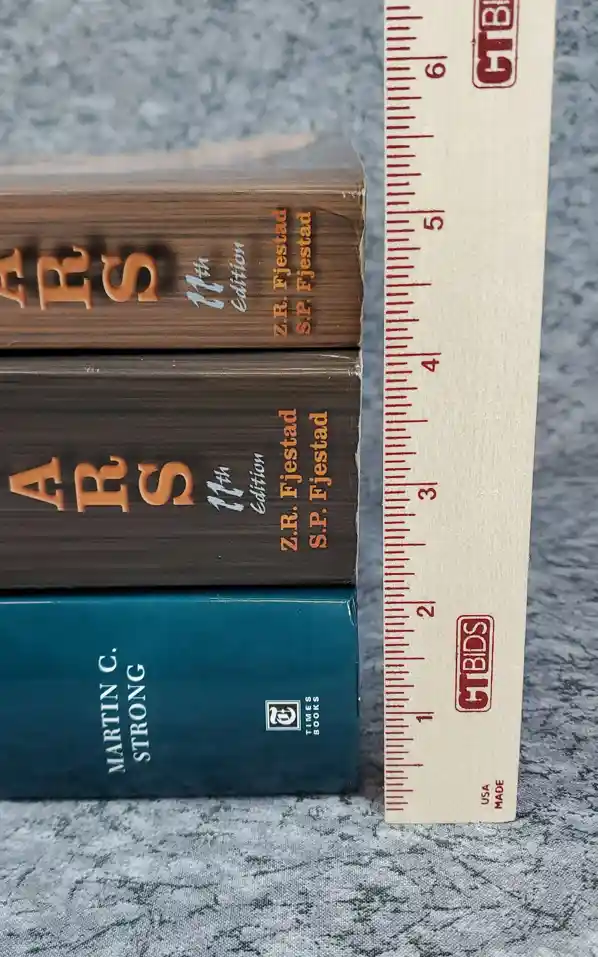 A
R
S
11th
Edition
Z.R. Fjestad
S.P. Fjestad
A
R
S
11th
Edition
Z.R. Fjestad
S.P. Fjestad
MARTIN C.
STRONG
T
TIMES
BOOKS
6
5
4
3
2
1
CTBI
CTBIDS
USA
MADE